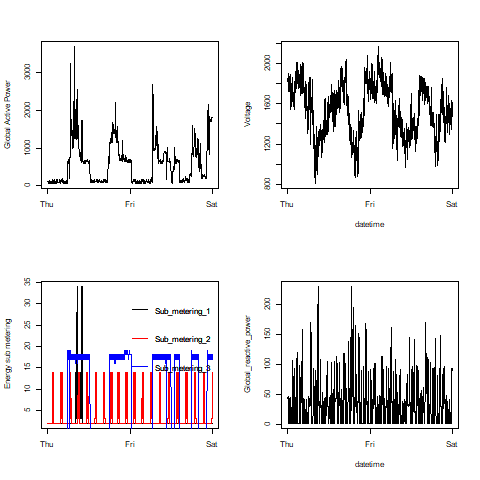 Global Active Power
0 1000 2000 3000
Thu Fri Sat
Voltage
800 1200 1600 2000
Thu Fri Sat
datetime
Energy sub metering
5 10 15 20 25 30 35
Sub_metering_1
Sub_metering_2
Sub_metering_3
Thu Fri Sat
Global_reactive_power
0 50 100 150 200
Thu Fri Sat
datetime